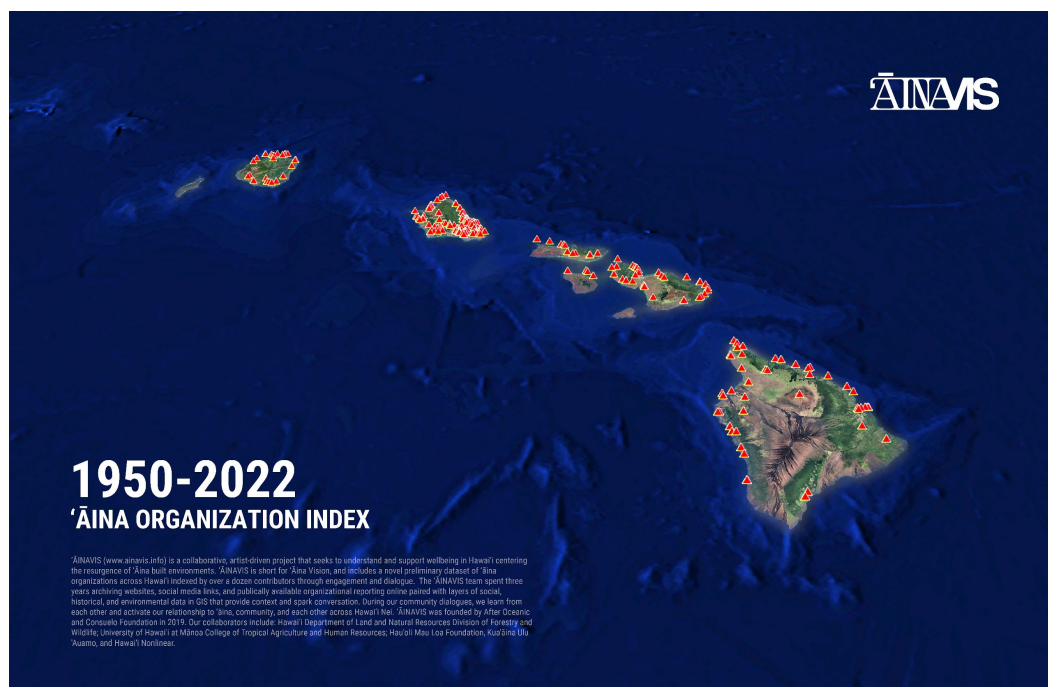 ʻĀINAVIS
1950-2022
ʻĀINA ORGANIZATION INDEX
ʻĀINAVIS (www.ainavis.info) is a collaborative, artist-driven project that seeks to understand and support wellbeing in Hawaiʻi centering
the resurgence of ʻĀina built environments. ʻĀINAVIS is short for ʻĀina Vision, and includes a novel preliminary dataset of ʻāina
organizations across Hawaiʻi indexed by over a dozen contributors through engagement and dialogue. The ʻĀINAVIS team spent three
years archiving websites, social media links, and publically available organizational reporting online paired with layers of social,
historical, and environmental data in GIS that provide context and spark conversation. During our community dialogues, we learn from
each other and activate our relationship to ʻāina, community, and each other across Hawaiʻi Nei. ʻĀINAVIS was founded by After Oceanic
and Consuelo Foundation in 2019. Our collaborators include: Hawaiʻi Department of Land and Natural Resources Division of Forestry and
Wildlife; University of Hawaiʻi at Mānoa College of Tropical Agriculture and Human Resources; Hauʻoli Mau Loa Foundation, Kuaʻāina Ulu
ʻAuamo, and Hawaiʻi Nonlinear.